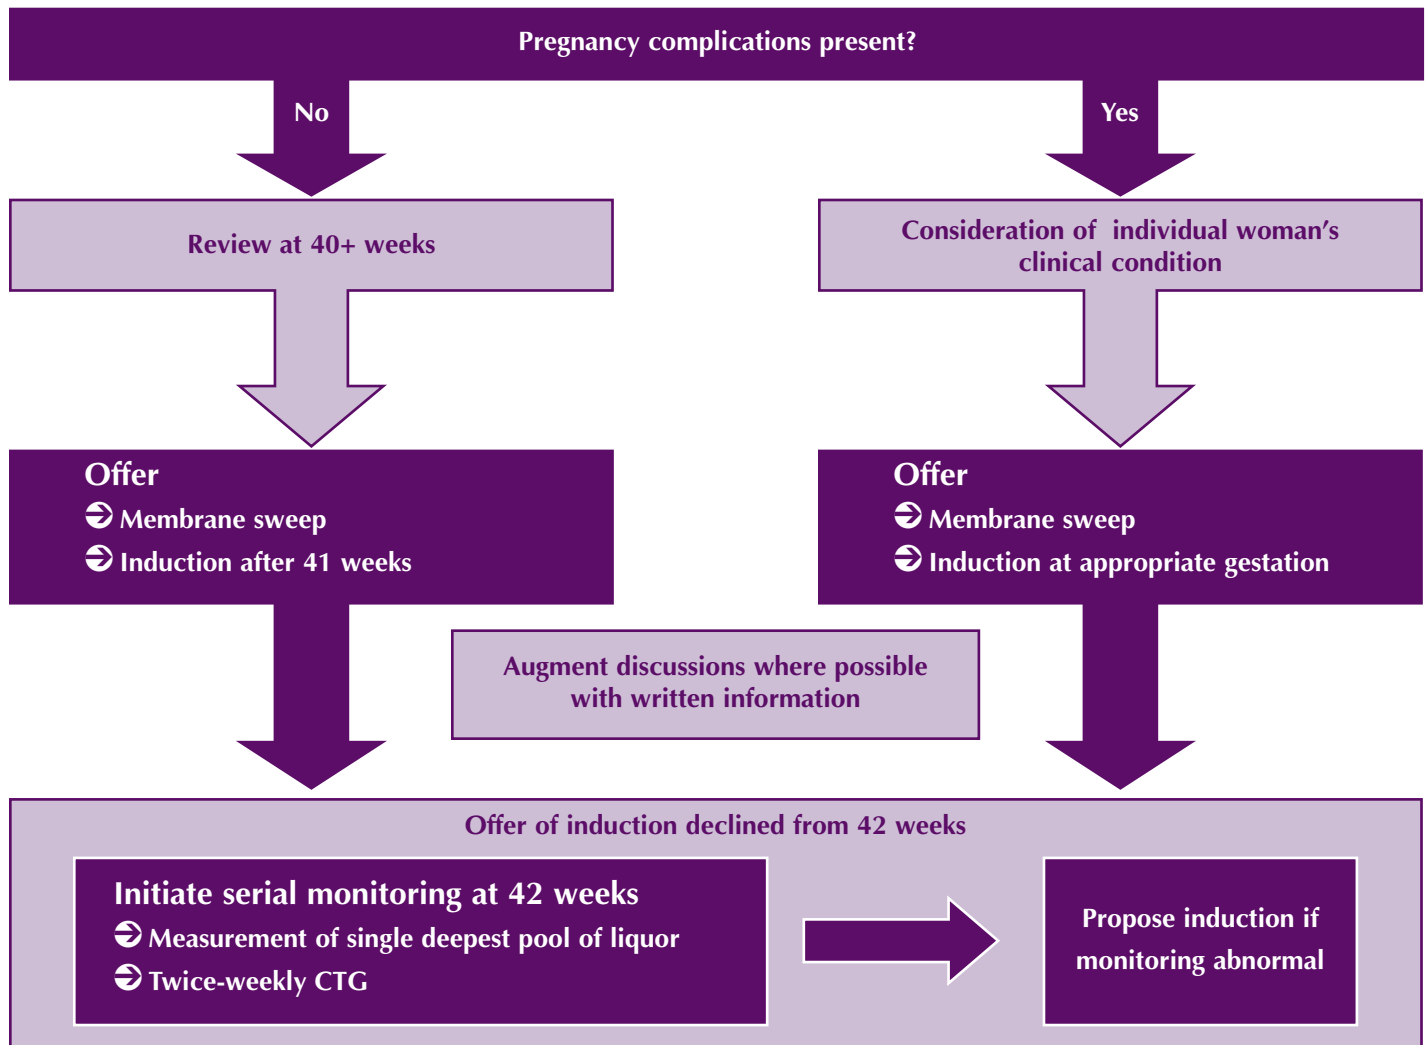 Pregnancy complications present?
No
Yes
Review at 40+ weeks
Consideration of individual woman's
clinical condition
Offer
Membrane sweep
Induction after 41 weeks
Offer
Membrane sweep
Induction at appropriate gestation
Augment discussions where possible
with written information
Offer of induction declined from 42 weeks
Initiate serial monitoring at 42 weeks
Measurement of single deepest pool of liquor
Twice-weekly CTG
Propose induction if
monitoring abnormal